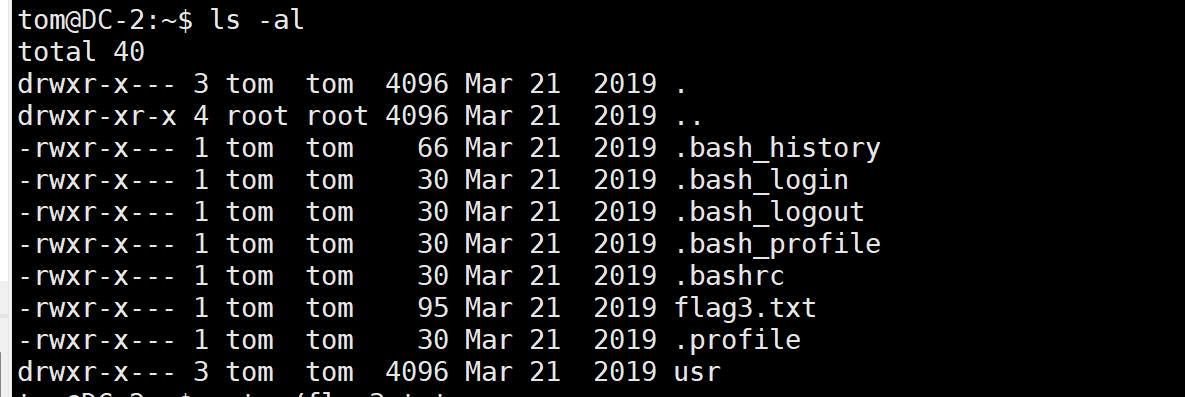 tom@DC-2:~$ ls -al
total 40
drwxr-x--- 3 tom  tom  4096 Mar 21  2019 .
drwxr-xr-x 4 root root 4096 Mar 21  2019 ..
-rwxr-x--- 1 tom  tom    66 Mar 21  2019 .bash_history
-rwxr-x--- 1 tom  tom    30 Mar 21  2019 .bash_login
-rwxr-x--- 1 tom  tom    30 Mar 21  2019 .bash_logout
-rwxr-x--- 1 tom  tom    30 Mar 21  2019 .bash_profile
-rwxr-x--- 1 tom  tom    30 Mar 21  2019 .bashrc
-rwxr-x--- 1 tom  tom    95 Mar 21  2019 flag3.txt
-rwxr-x--- 1 tom  tom    30 Mar 21  2019 .profile
drwxr-x--- 3 tom  tom  4096 Mar 21  2019 usr